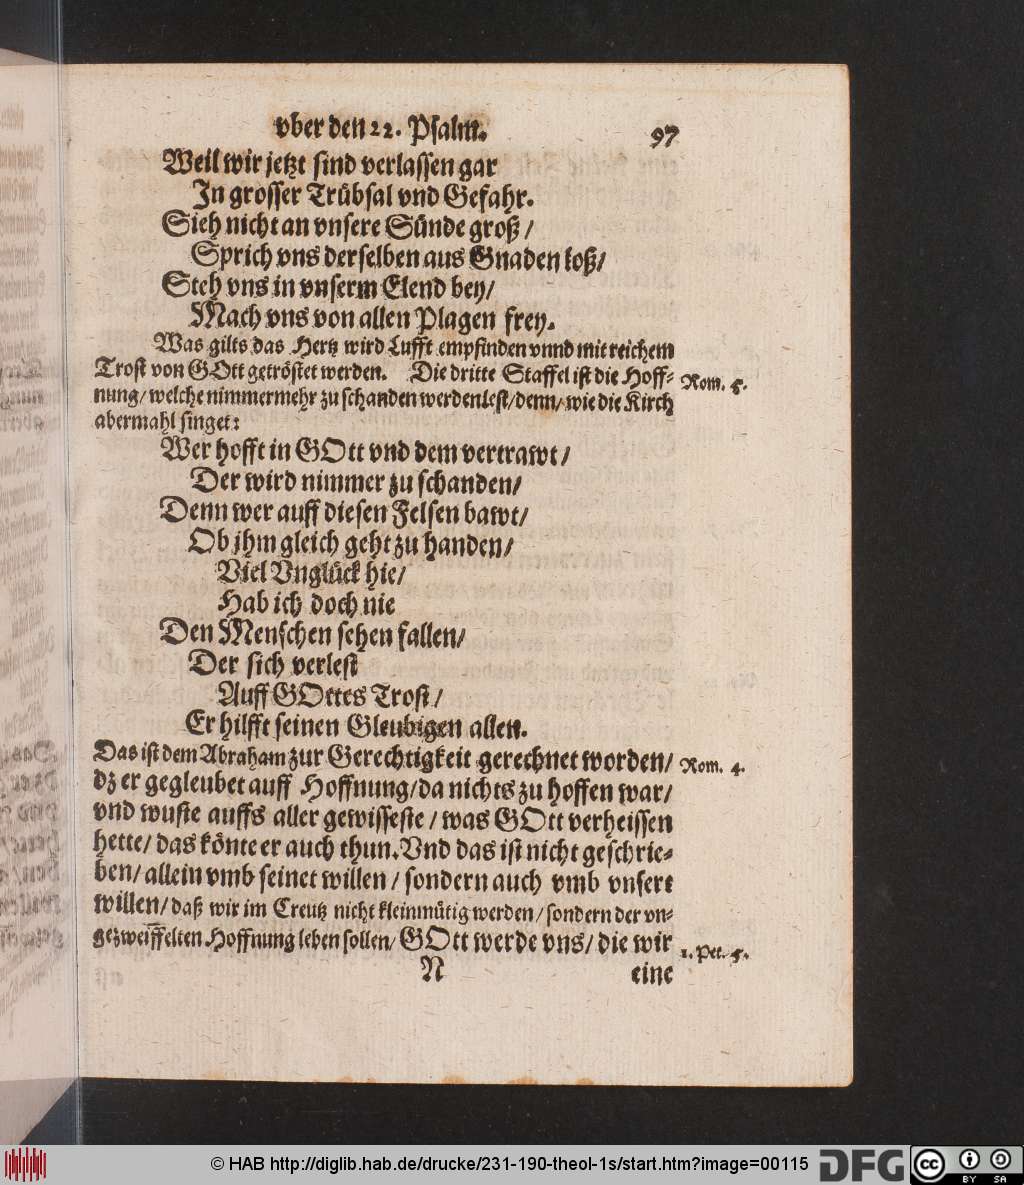 vber den 22. Psalm.
97
Weil wir jetzt sind verlassen gar
In grosser Trübsal vnd Gefahr.
Sieh nicht an vnsere Sünde groß /
Sprich vns derselben aus Gnaden loß/
Steh vns in vnserm Elend bey/
Mach vns von allen Plagen frey.
Was gilts das Hertz wird Lufft empfinden vnnd mit reichem
Trost von GOtt getröstet werden. Die dritte Staffel ist die Hoff-
Rom. 5.
nung/ welche nimmermehr zu schanden werden lest/ denn/ wie die Kirch
abermahl singet:
Wer hofft in GOtt vnd dem vertrawt /
Der wird nimmer zu schanden/
Denn wer auff diesen Felsen bawt/
Ob jhm gleich geht zu handen/
Viel Vnglück hie/
Hab ich doch nie
Den Menschen sehen fallen/
Der sich verlest
Auff GOttes Trost /
Er hilfft seinen Gleubigen allen.
Das ist dem Abraham zur Gerechtigkeit gerechnet worden/
Rom. 4.
dz er gegleubet auff Hoffnung/ da nichts zu hoffen war/
vnd wuste auffs aller gewisseste / was GOtt verheissen
hette/ das könte er auch thun. Vnd das ist nicht geschrie-
ben/ allein vmb seinet willen / sondern auch vmb vnsert
willen/ daß wir im Creutz nicht kleinmütig werden / sondern der vn-
gezweiffelten Hoffnung leben sollen/ GOtt werde vns/ die wir
1. Pet. 5.
N
eine
© HAB http://diglib.hab.de/drucke/231-190-theol-1s/start.htm?image=00115
DFG
cc
BY SA